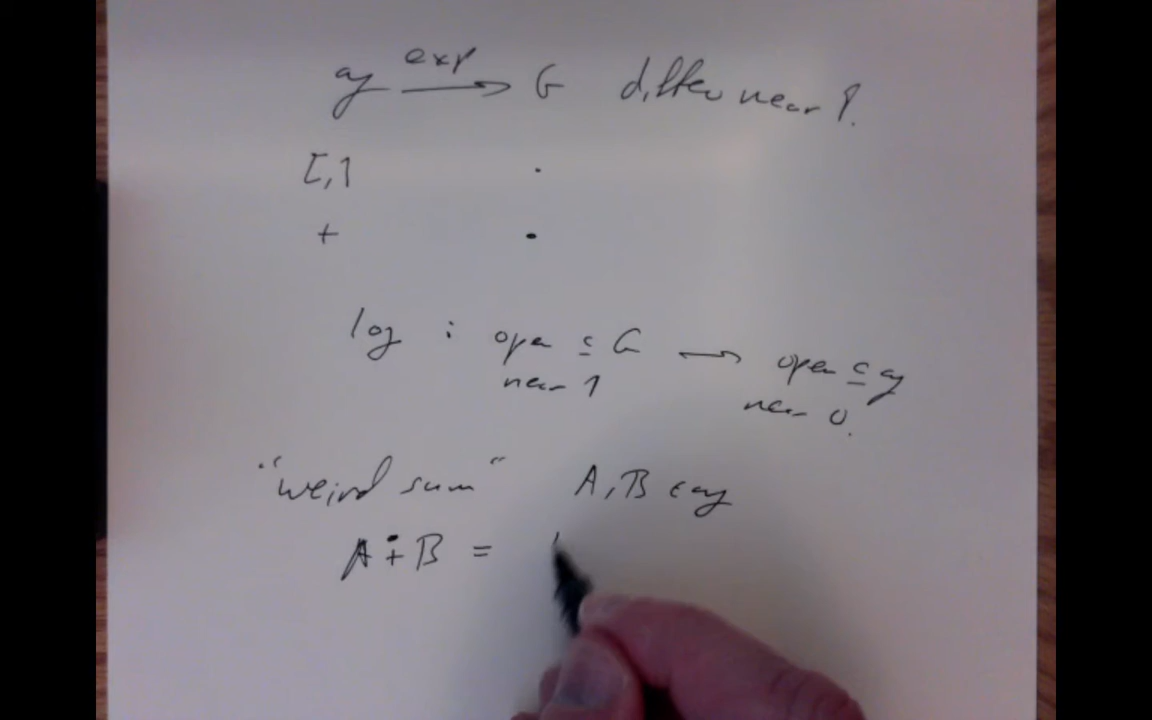 𝔤 exp⟶ G diffeo near 1.
[,] ·
+ ·
log : open ⊆ G ⟶ open ⊆ 𝔤
near 1 near 0.
"weird sum" A, B ∈ 𝔤
A ∔ B =